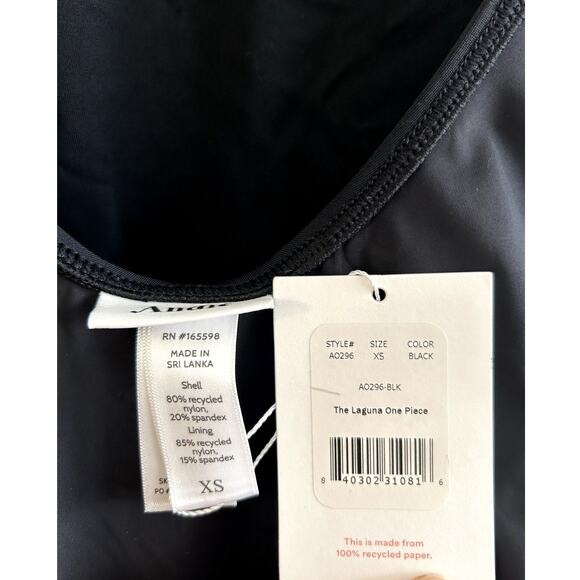 RN #165598
MADE IN
SRI LANKA
Shell
80% recycled
nylon,
20% spandex
Lining
85% recycled
nylon,
15% spandex
SK
PO #
XS
STYLE# SIZE COLOR
A0296 XS BLACK
A0296-BLK
The Laguna One Piece
8 40302 31081 6
This is made from
100% recycled paper.